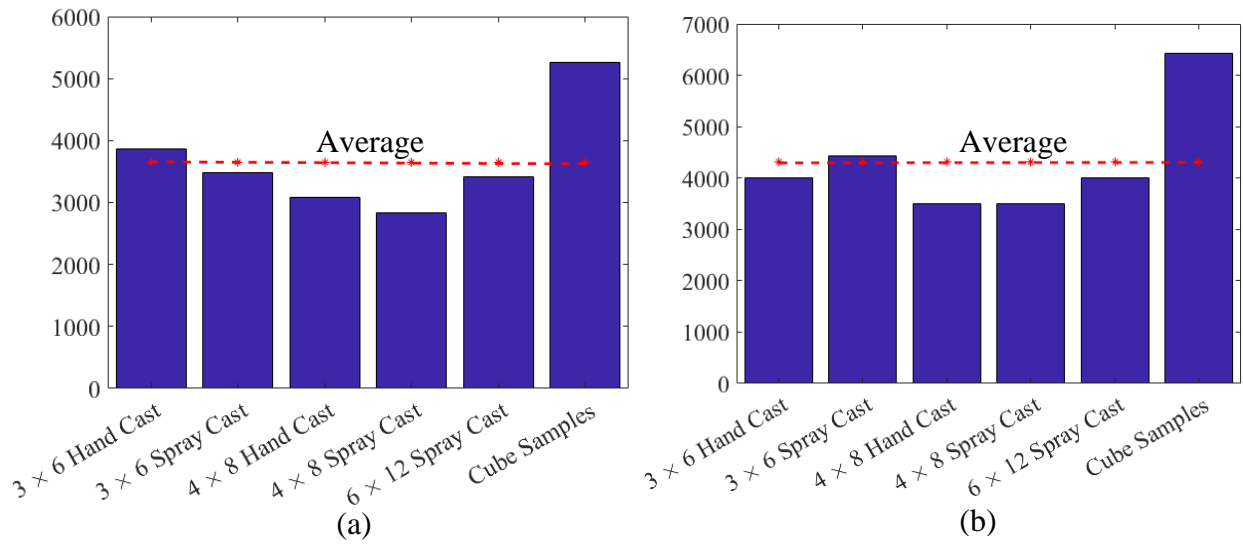 6000
5000
4000
3000
2000
1000
0
Average
3 × 6 Hand Cast
3 × 6 Spray Cast
4 × 8 Hand Cast
4 × 8 Spray Cast
6 × 12 Spray Cast
Cube Samples
(a)
7000
6000
5000
4000
3000
2000
1000
0
Average
3 × 6 Hand Cast
3 × 6 Spray Cast
4 × 8 Hand Cast
4 × 8 Spray Cast
6 × 12 Spray Cast
Cube Samples
(b)